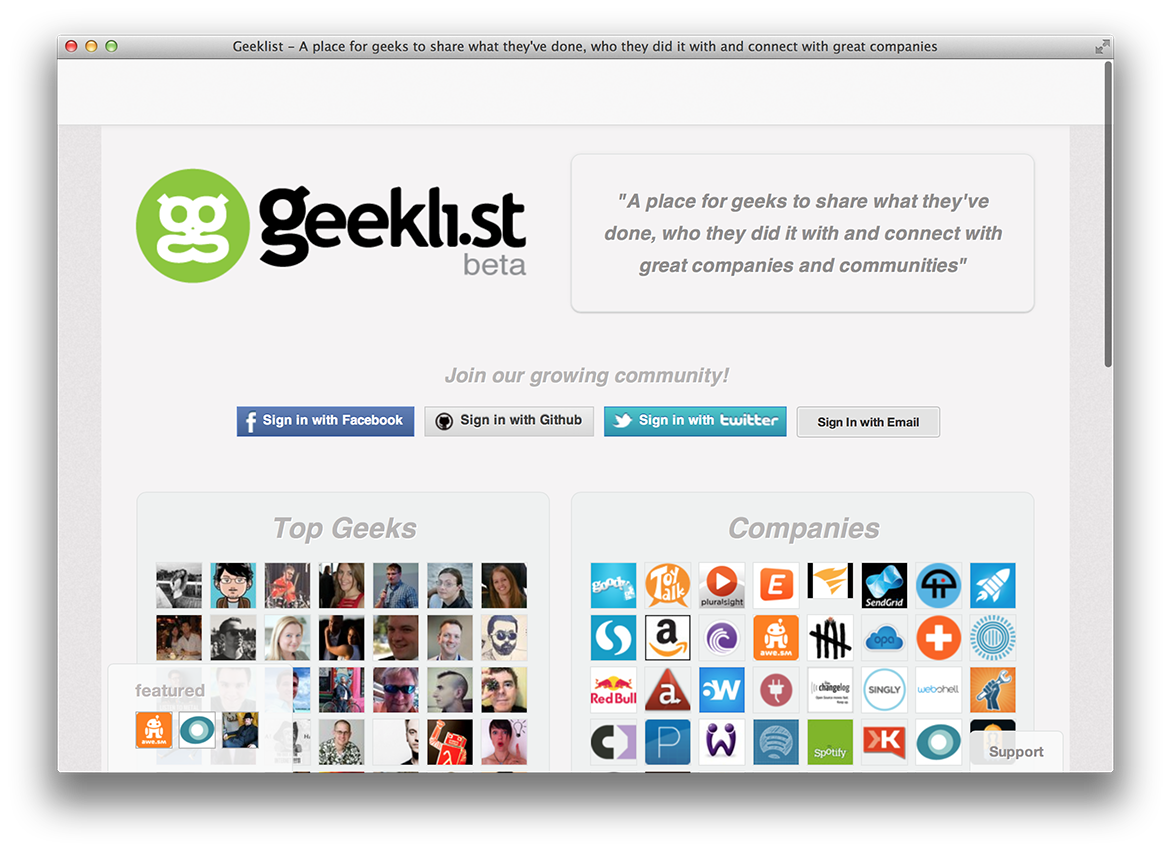 Geeklist – A place for geeks to share what they've done, who they did it with and connect with great companies
geekli.st
beta
"A place for geeks to share what they've
done, who they did it with and connect with
great companies and communities"
Join our growing community!
Sign in with Facebook
Sign in with Github
Sign in with twitter
Sign In with Email
Top Geeks
Companies
goody
ToyTalk
pluralsight
E
SendGrid
a
awe.sm
opa
Red Bull
a
the changelog
SINGLY
webshell
P
Spotify
K
featured
awe.sm
Support